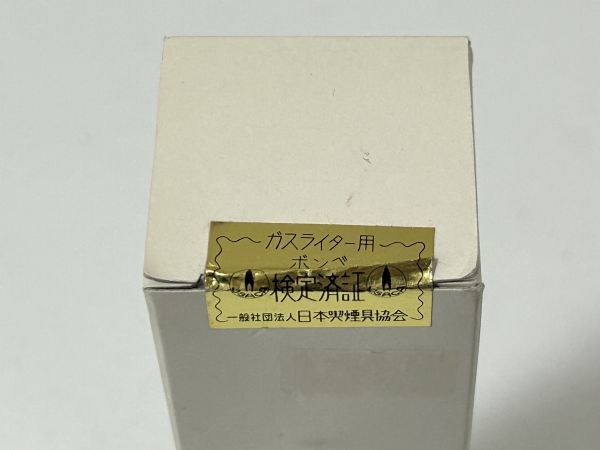 ガスライター用
ボンベ
検定済証
一般社団法人日本喫煙具協会